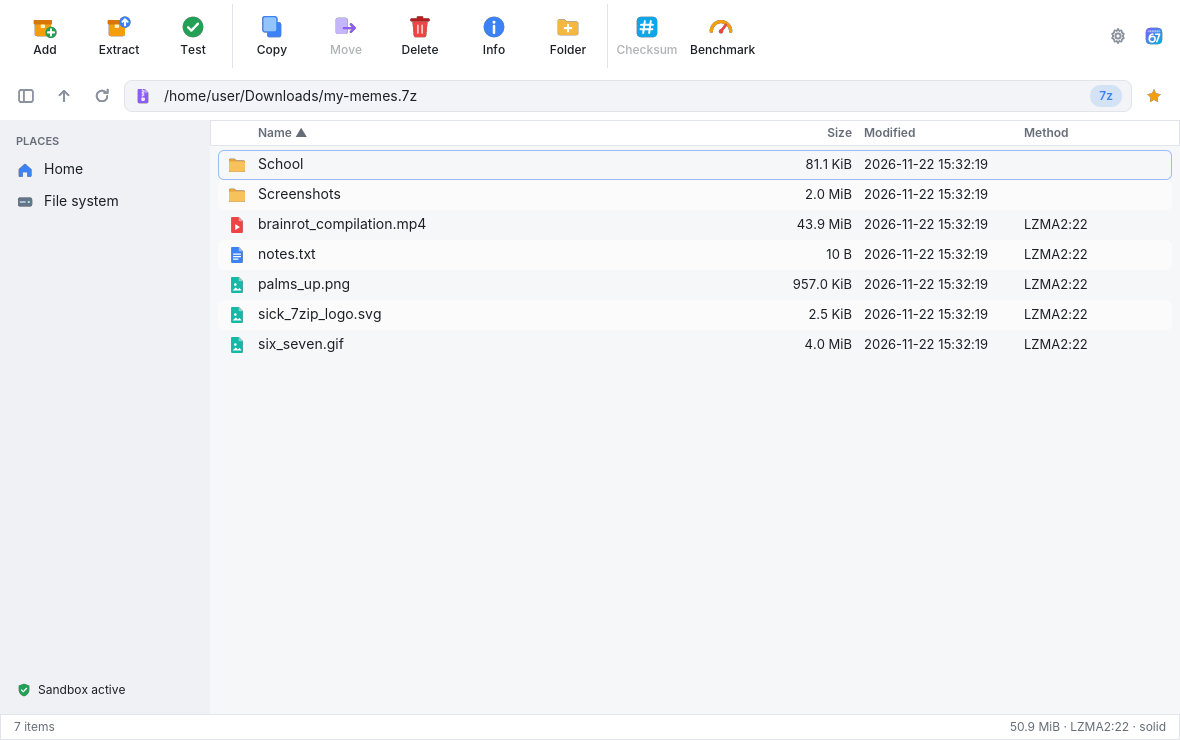 Add Extract Test Copy Move Delete Info Folder Checksum Benchmark
67
/home/user/Downloads/my-memes.7z 7z
PLACES
Home
File system
Name Size Modified Method
School 81.1 KiB 2026-11-22 15:32:19
Screenshots 2.0 MiB 2026-11-22 15:32:19
brainrot_compilation.mp4 43.9 MiB 2026-11-22 15:32:19 LZMA2:22
notes.txt 10 B 2026-11-22 15:32:19 LZMA2:22
palms_up.png 957.0 KiB 2026-11-22 15:32:19 LZMA2:22
sick_7zip_logo.svg 2.5 KiB 2026-11-22 15:32:19 LZMA2:22
six_seven.gif 4.0 MiB 2026-11-22 15:32:19 LZMA2:22
Sandbox active
7 items 50.9 MiB · LZMA2:22 · solid